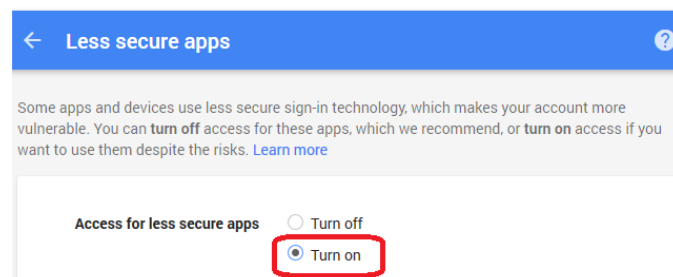 Less secure apps
Some apps and devices use less secure sign-in technology, which makes your account more
vulnerable. You can turn off access for these apps, which we recommend, or turn on access if you
want to use them despite the risks. Learn more
Access for less secure apps Turn off
Turn on